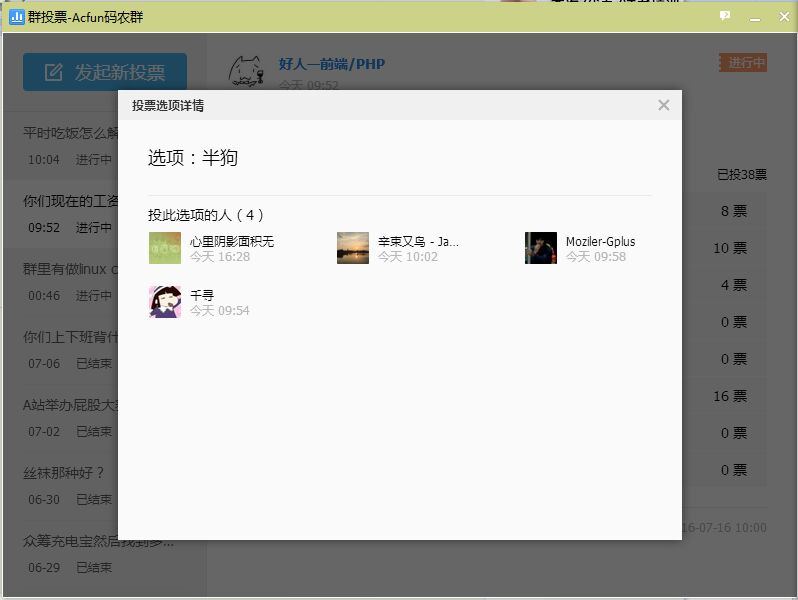 群投票-Acfun码农群
发起新投票
好人一前端/PHP
进行中
今天 09:52
投票选项详情
选项：半狗
投此选项的人（4）
心里阴影面积无
今天 16:28
辛束又鸟 - Ja...
今天 10:02
Moziler-Gplus
今天 09:58
千寻
今天 09:54
平时吃饭怎么解
10:04 进行中
你们现在的工资
09:52 进行中
群里有做linux c
00:46 进行中
你们上下班背什
07-06 已结束
A站举办屁股大
07-02 已结束
丝袜那种好？
06-30 已结束
众筹充电宝然后找到多...
06-29 已结束
已投38票
8 票
10 票
4 票
0 票
0 票
16 票
0 票
0 票
16-07-16 10:00